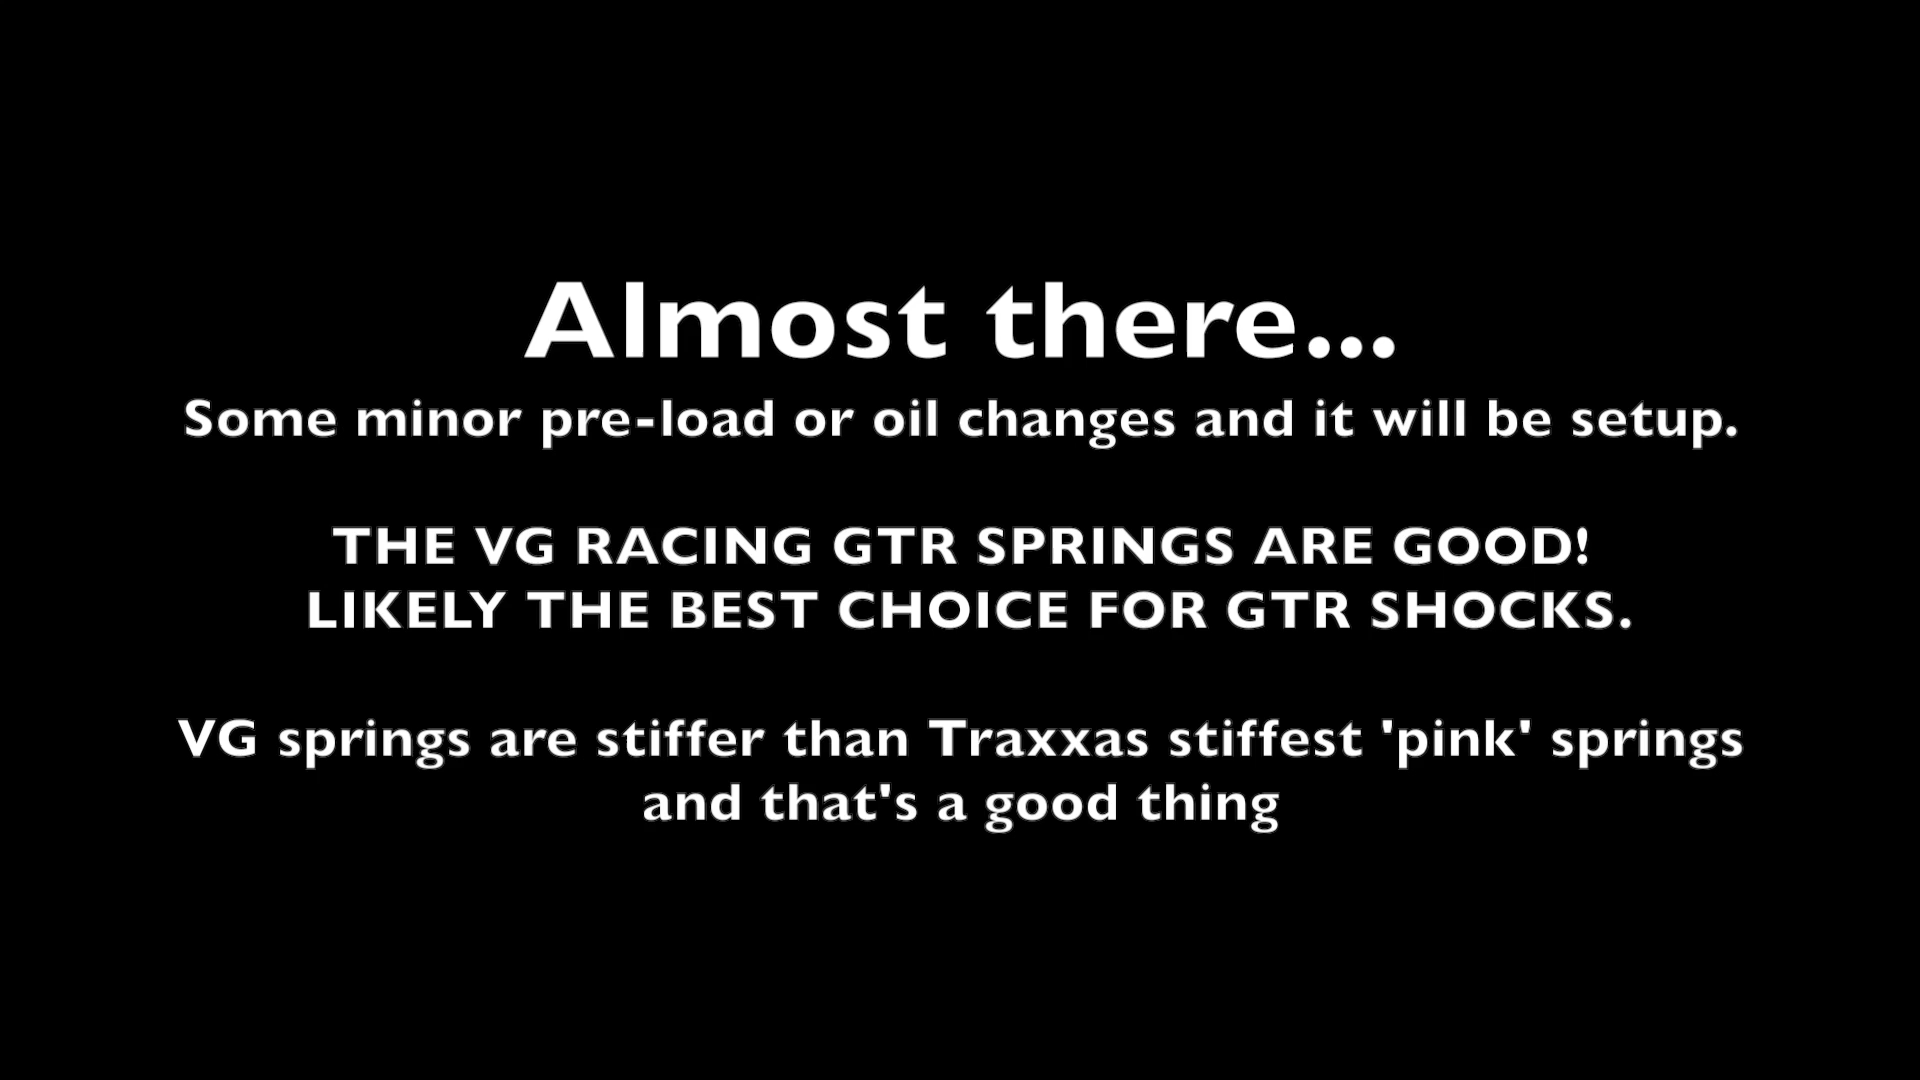 Almost there...
Some minor pre-load or oil changes and it will be setup.
THE VG RACING GTR SPRINGS ARE GOOD!
LIKELY THE BEST CHOICE FOR GTR SHOCKS.
VG springs are stiffer than Traxxas stiffest 'pink' springs
and that's a good thing